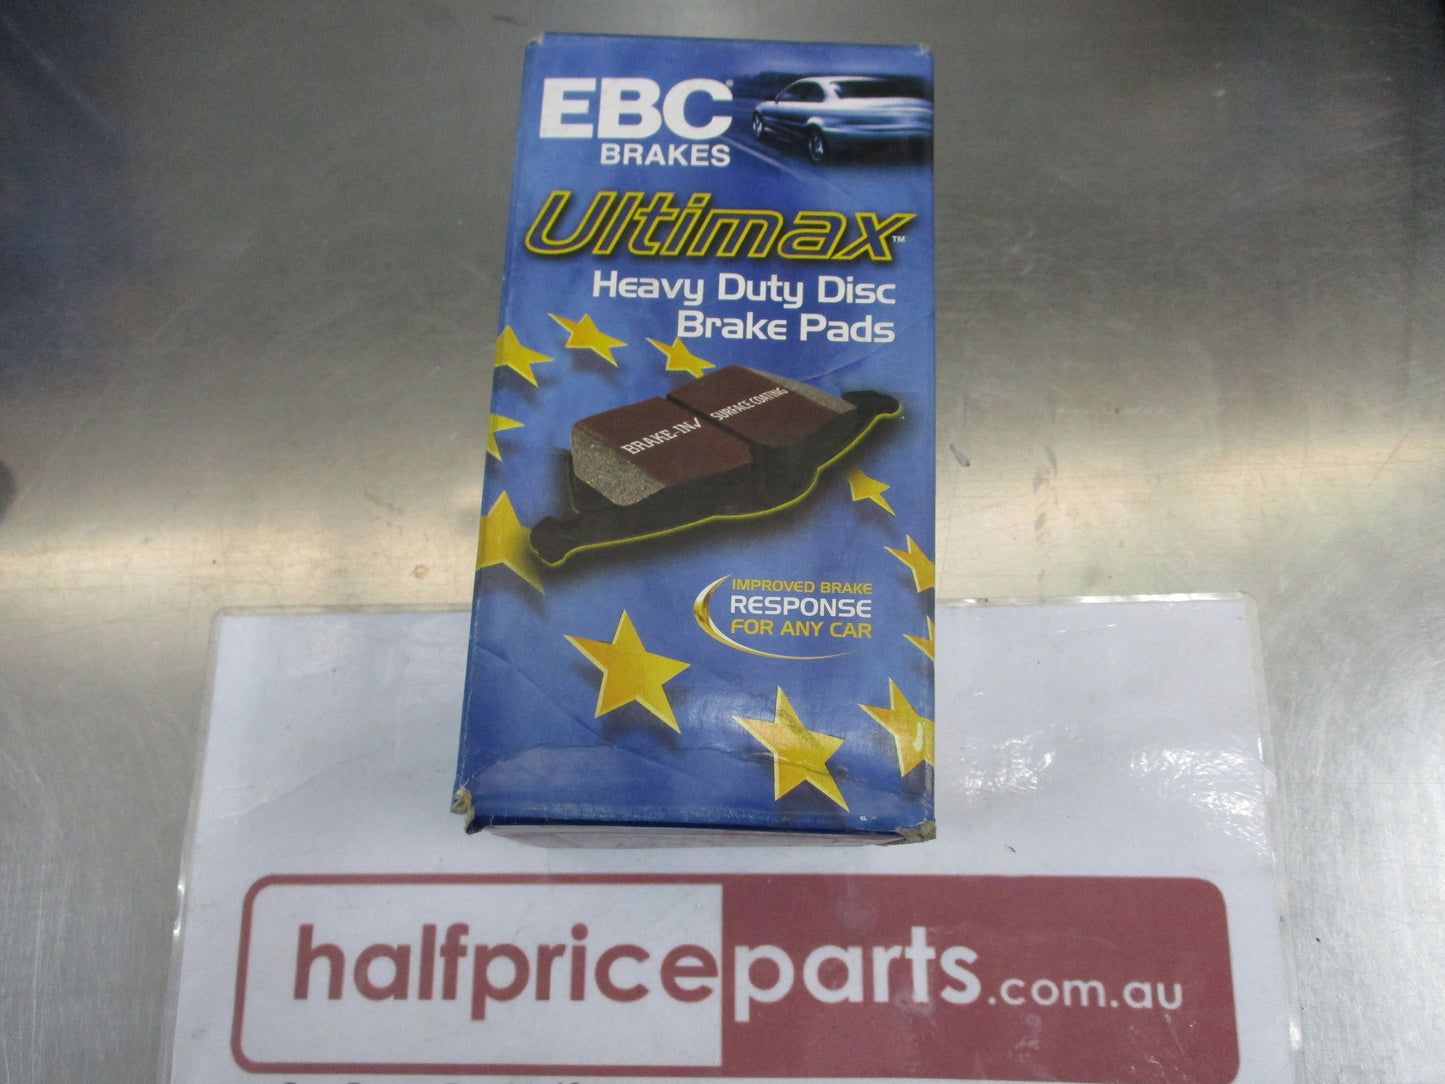 EBC
BRAKES
Ultimax™
Heavy Duty Disc
Brake Pads
BRAKE-IN
SURFACE COATING
IMPROVED BRAKE
RESPONSE
FOR ANY CAR
halfpriceparts.com.au